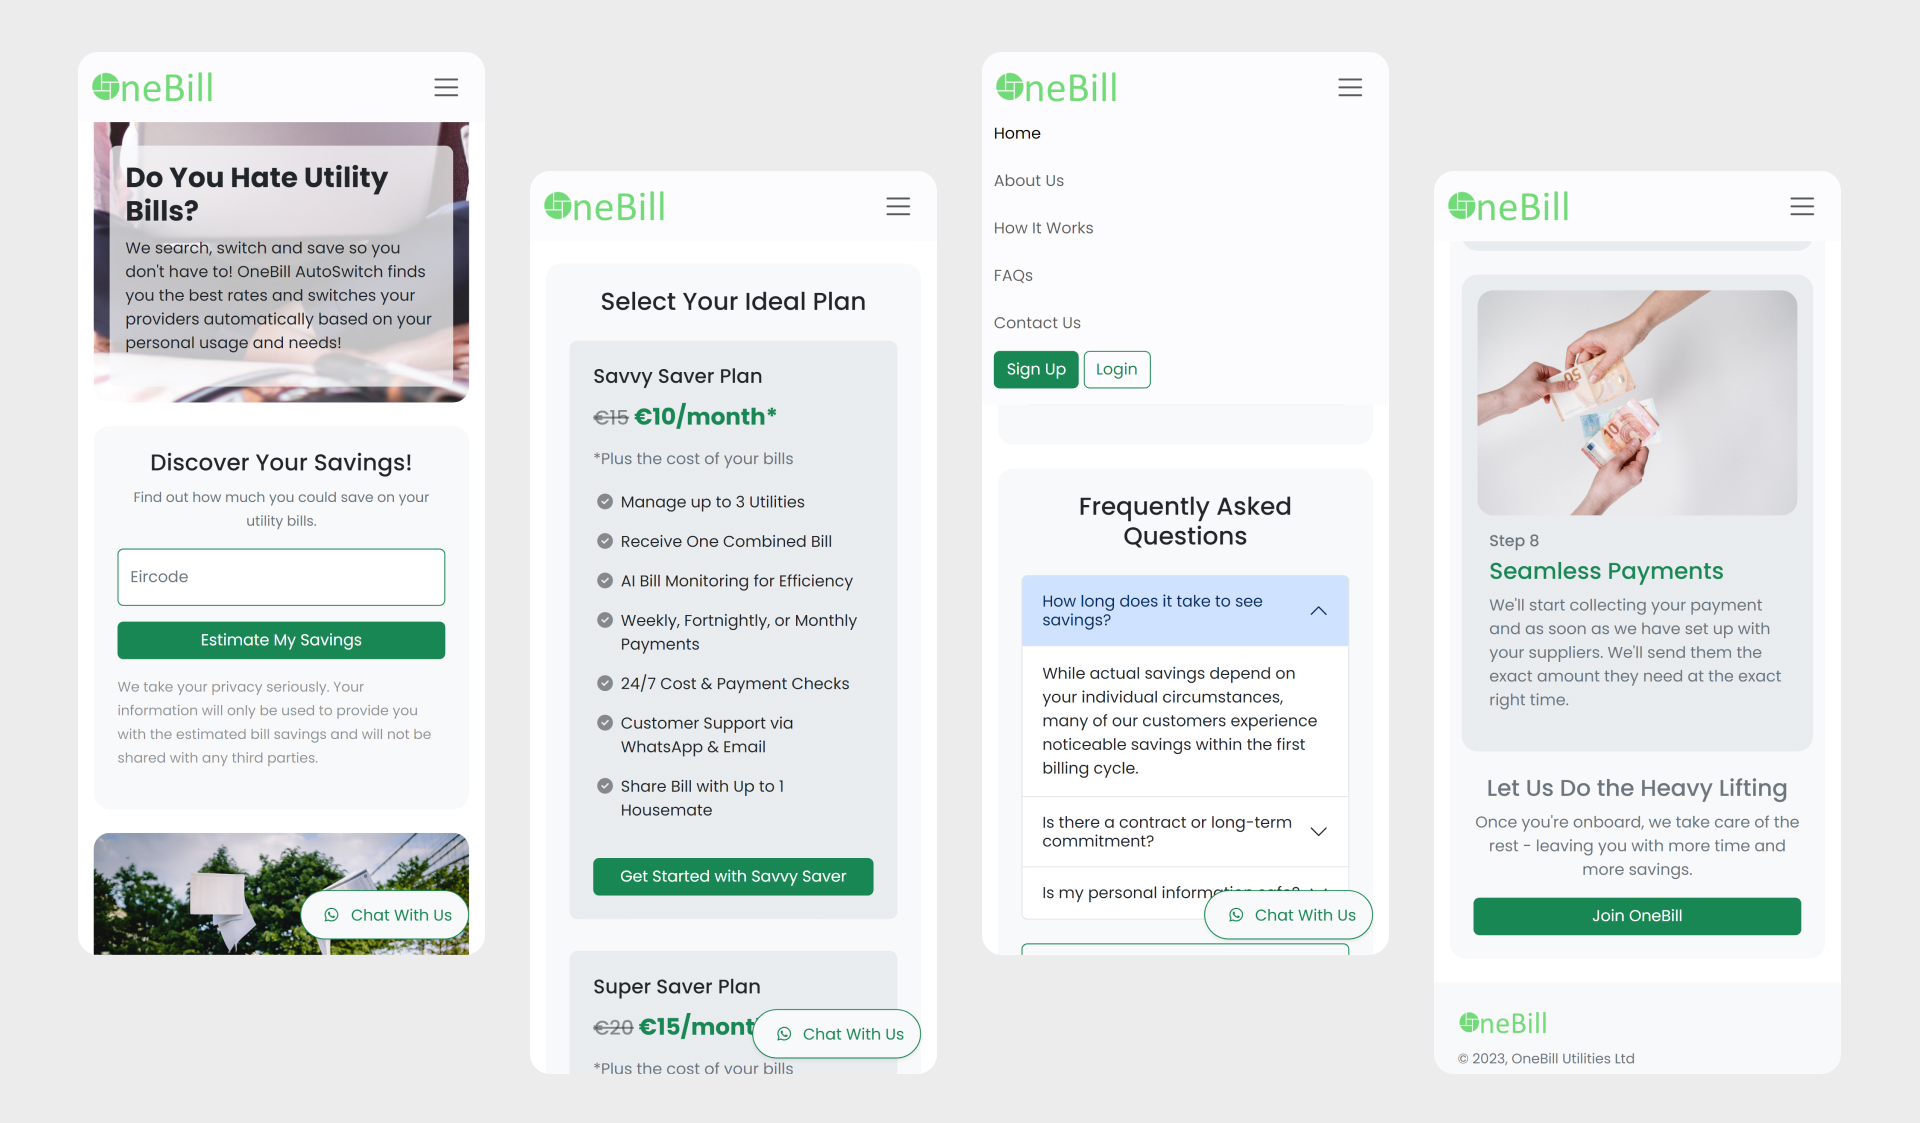 OneBill
Do You Hate Utility
Bills?
We search, switch and save so you
don't have to! OneBill AutoSwitch finds
you the best rates and switches your
providers automatically based on your
personal usage and needs!
Discover Your Savings!
Find out how much you could save on your
utility bills.
Eircode
Estimate My Savings
We take your privacy seriously. Your
information will only be used to provide you
with the estimated bill savings and will not be
shared with any third parties.
Chat With Us
OneBill
Select Your Ideal Plan
Savvy Saver Plan
€15 €10/month*
*Plus the cost of your bills
Manage up to 3 Utilities
Receive One Combined Bill
AI Bill Monitoring for Efficiency
Weekly, Fortnightly, or Monthly
Payments
24/7 Cost & Payment Checks
Customer Support via
WhatsApp & Email
Share Bill with Up to 1
Housemate
Get Started with Savvy Saver
Super Saver Plan
€20 €15/month
Chat With Us
*Plus the cost of your bills
OneBill
Home
About Us
How It Works
FAQs
Contact Us
Sign Up Login
Frequently Asked
Questions
How long does it take to see
savings?
While actual savings depend on
your individual circumstances,
many of our customers experience
noticeable savings within the first
billing cycle.
Is there a contract or long-term
commitment?
Is my personal information safe?
Chat With Us
OneBill
50
10
Step 8
Seamless Payments
We'll start collecting your payment
and as soon as we have set up with
your suppliers. We'll send them the
exact amount they need at the exact
right time.
Let Us Do the Heavy Lifting
Once you're onboard, we take care of the
rest - leaving you with more time and
more savings.
Join OneBill
OneBill
© 2023, OneBill Utilities Ltd